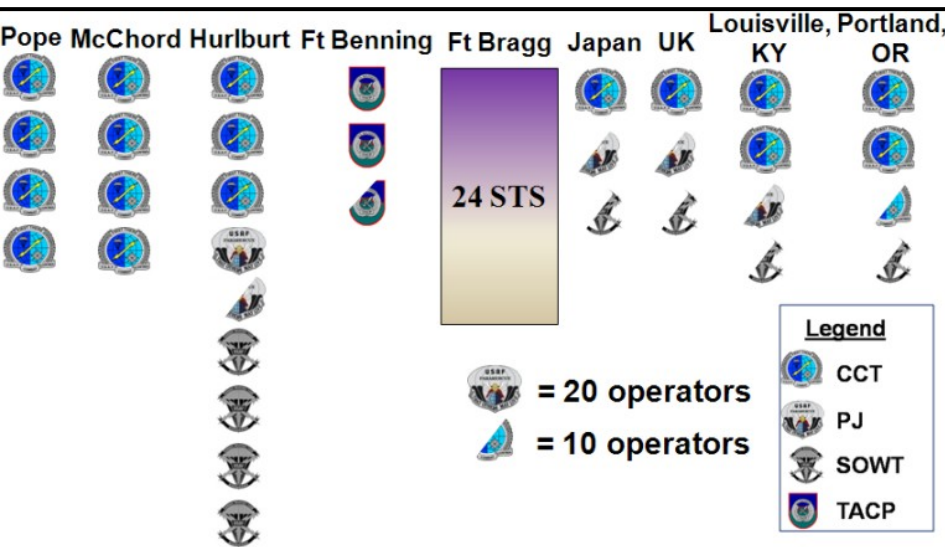 Pope McChord Hurlburt Ft Benning Ft Bragg Japan UK Louisville, KY Portland, OR
24 STS
= 20 operators
= 10 operators
Legend
CCT
PJ
SOWT
TACP